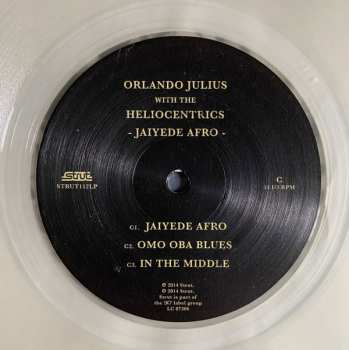 ORLANDO JULIUS
WITH THE
HELIOCENTRICS
- JAIYEDE AFRO -
strut
STRUT112LP
C
33 1/3 RPM
C1. JAIYEDE AFRO
C2. OMO OBA BLUES
C3. IN THE MIDDLE
℗ 2014 Strut.
© 2014 Strut.
Strut is part of
the !K7 label group
LC 07306